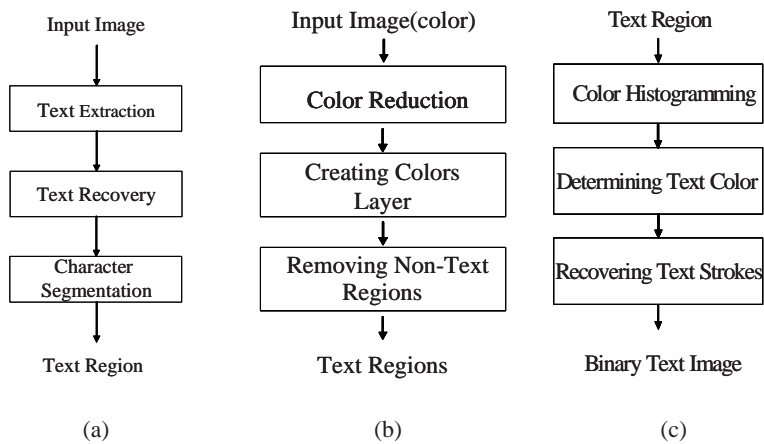 Input Image
Text Extraction
Text Recovery
Character
Segmentation
Text Region
(a)
Input Image(color)
Color Reduction
Creating Colors
Layer
Removing Non-Text
Regions
Text Regions
(b)
Text Region
Color Histogramming
Determining Text Color
Recovering Text Strokes
Binary Text Image
(c)